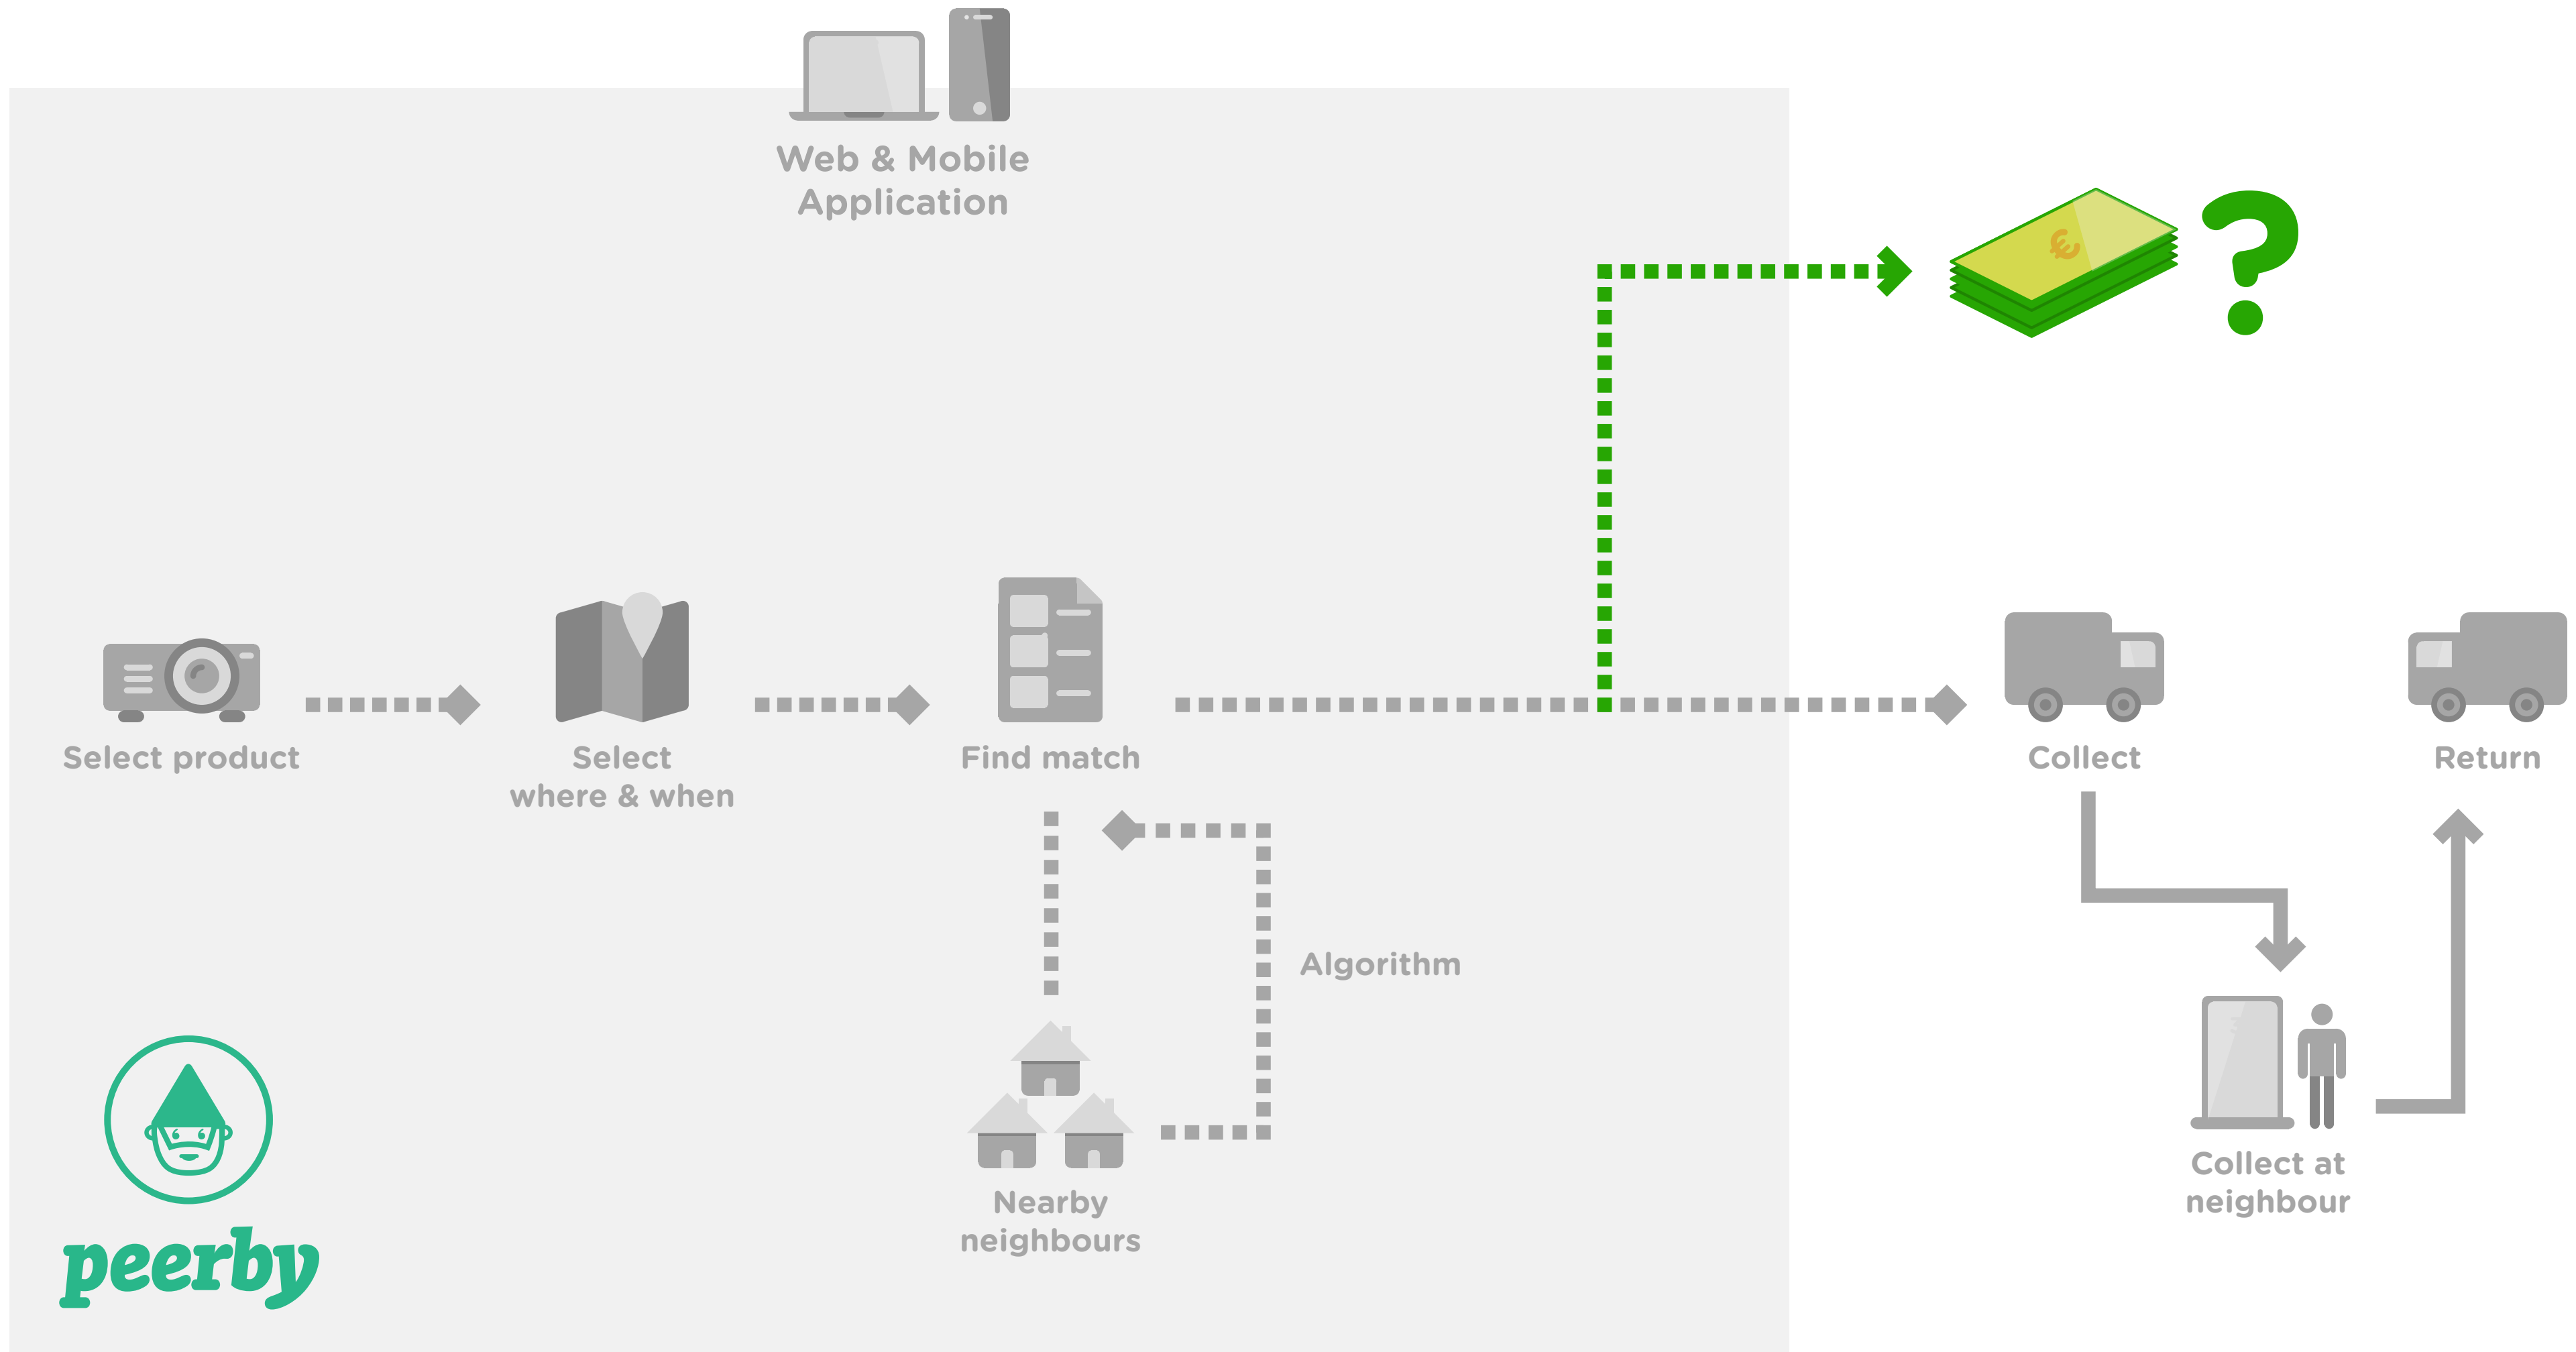 Web & Mobile
Application
€
?
Select product
Select
where & when
Find match
Collect
Return
Algorithm
Nearby
neighbours
Collect at
neighbour
peerby